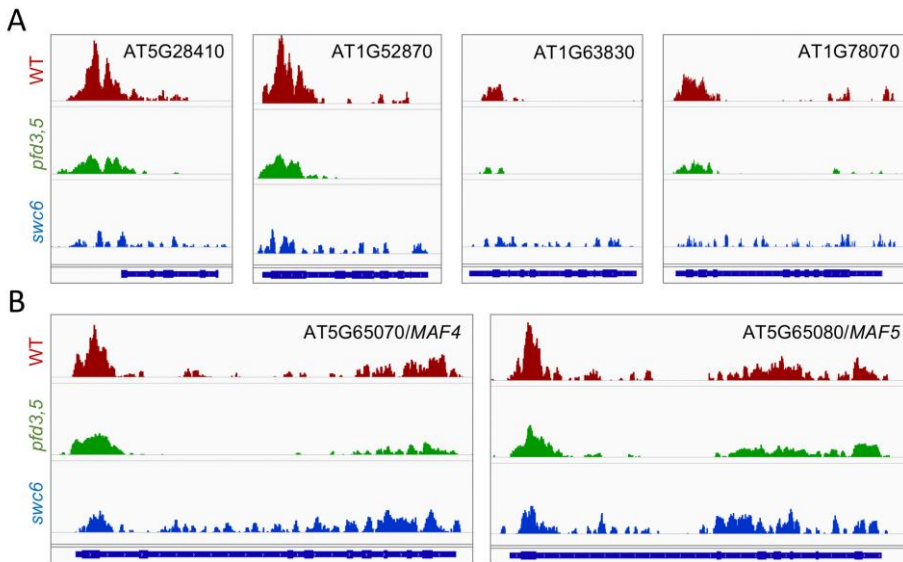 A
AT5G28410
AT1G52870
AT1G63830
AT1G78070
WT
pfd3,5
swc6
B
AT5G65070/MAF4
AT5G65080/MAF5
WT
pfd3,5
swc6